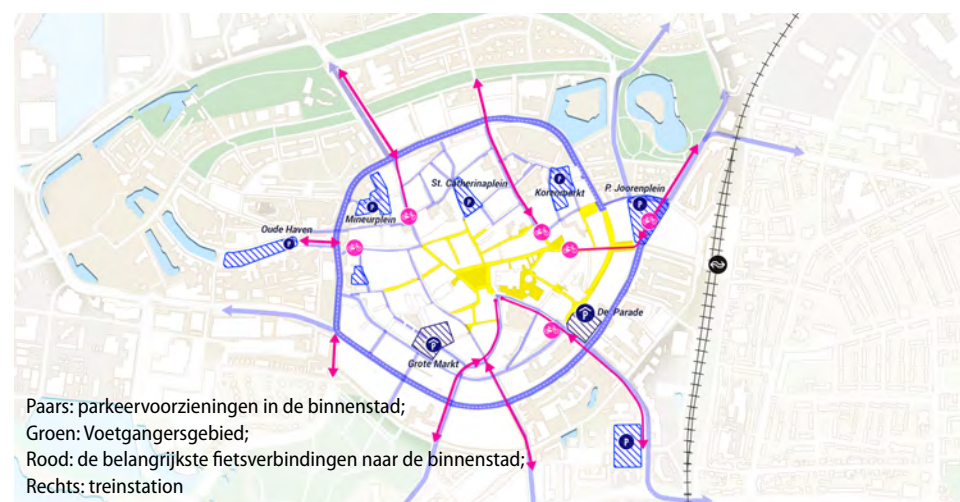 St. Catherinaplein
Korenmarkt
P. Joorenplein
P
P
P
P
Mineurplein
Oude Haven
P
P
De Parade
P
Grote Markt
P
Paars: parkeervoorzieningen in de binnenstad;
Groen: Voetgangersgebied;
Rood: de belangrijkste fietsverbindingen naar de binnenstad;
Rechts: treinstation